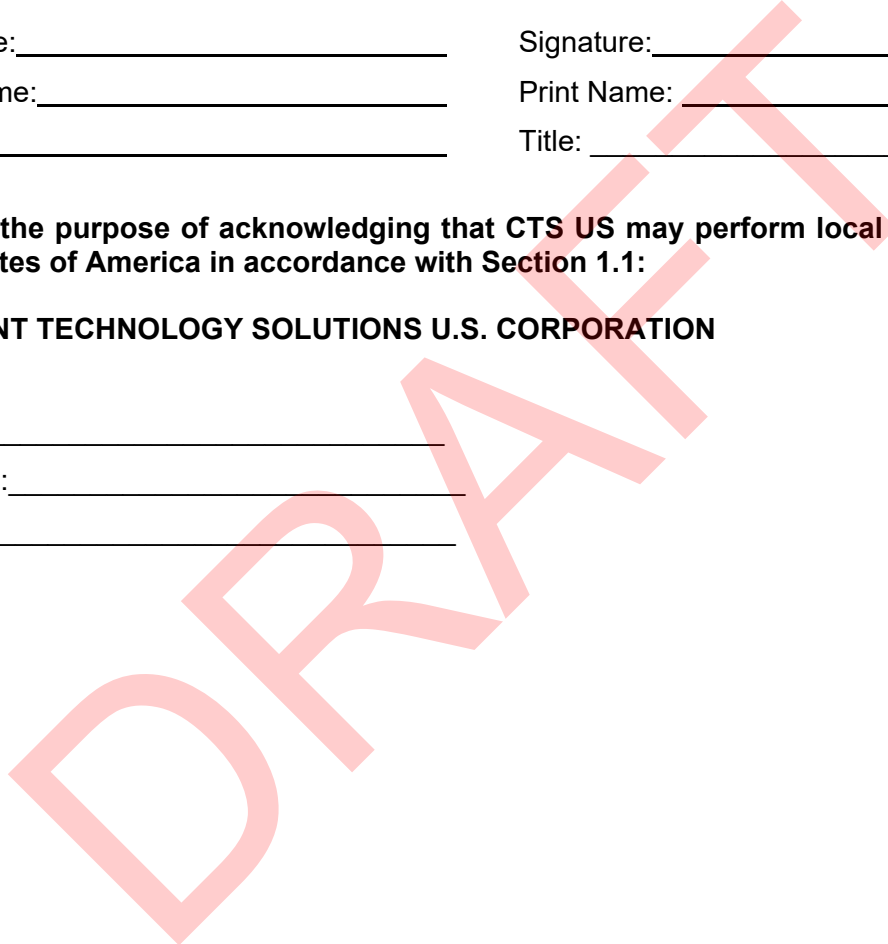 e: Signature:
me: Print Name:
Title:
the purpose of acknowledging that CTS US may perform local
tes of America in accordance with Section 1.1:
NT TECHNOLOGY SOLUTIONS U.S. CORPORATION
:
DRAFT